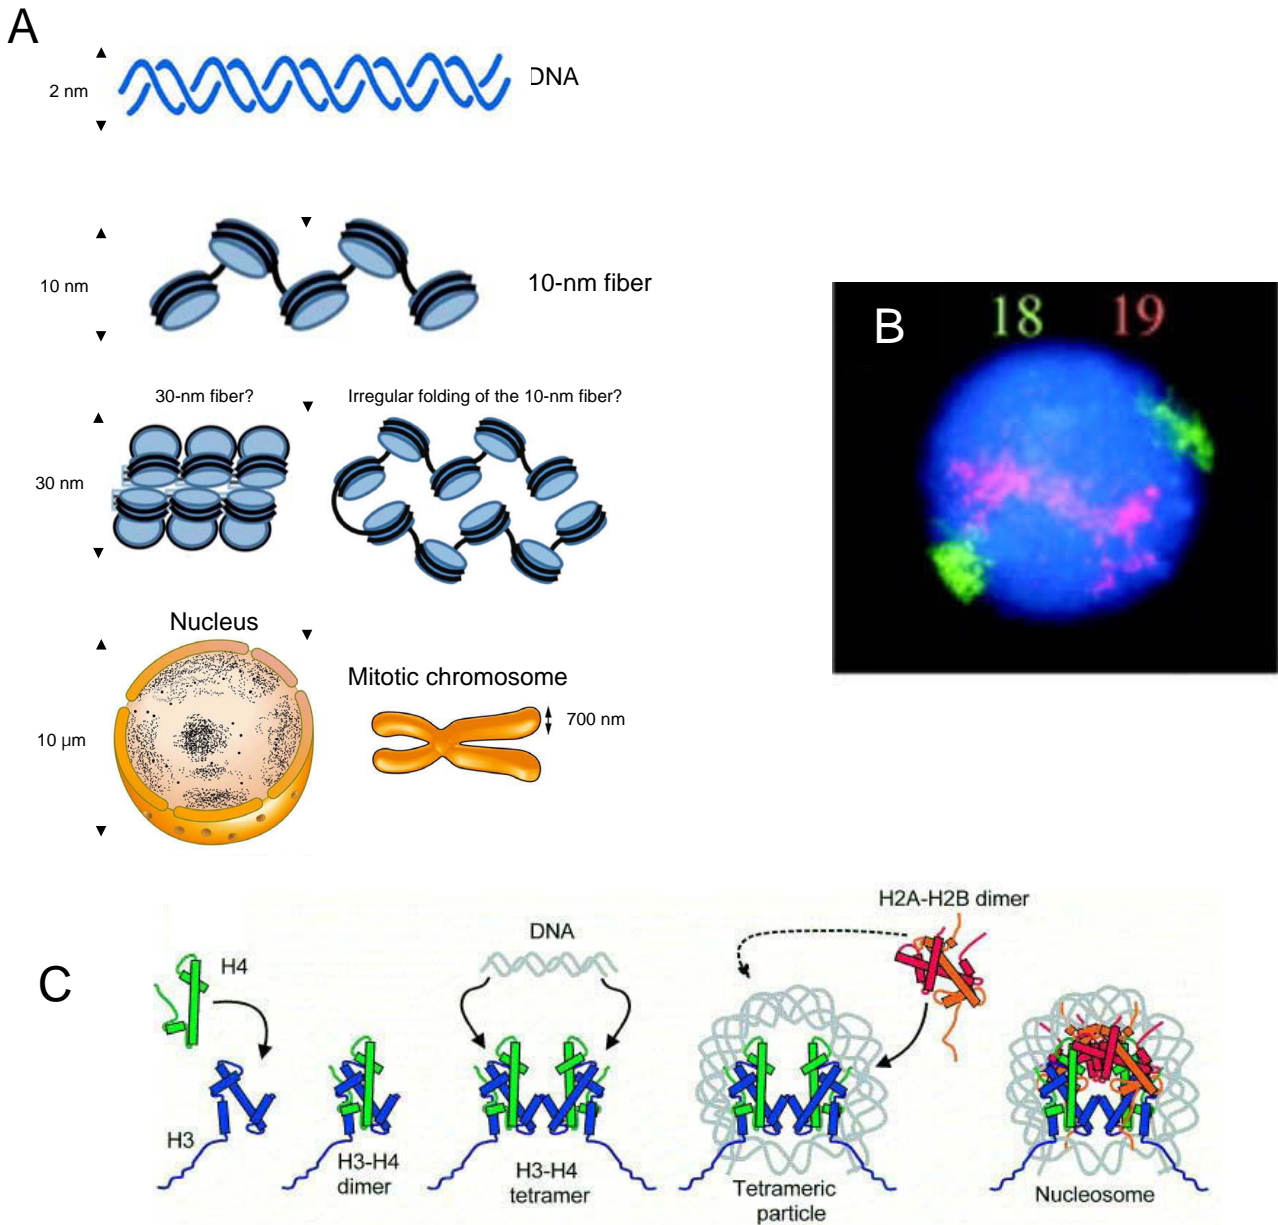 A
2 nm
DNA
10 nm
10-nm fiber
30-nm fiber?
Irregular folding of the 10-nm fiber?
30 nm
Nucleus
Mitotic chromosome
700 nm
10 µm
B
18 19
C
H4
H3
H3-H4
dimer
DNA
H3-H4
tetramer
H2A-H2B dimer
Tetrameric
particle
Nucleosome